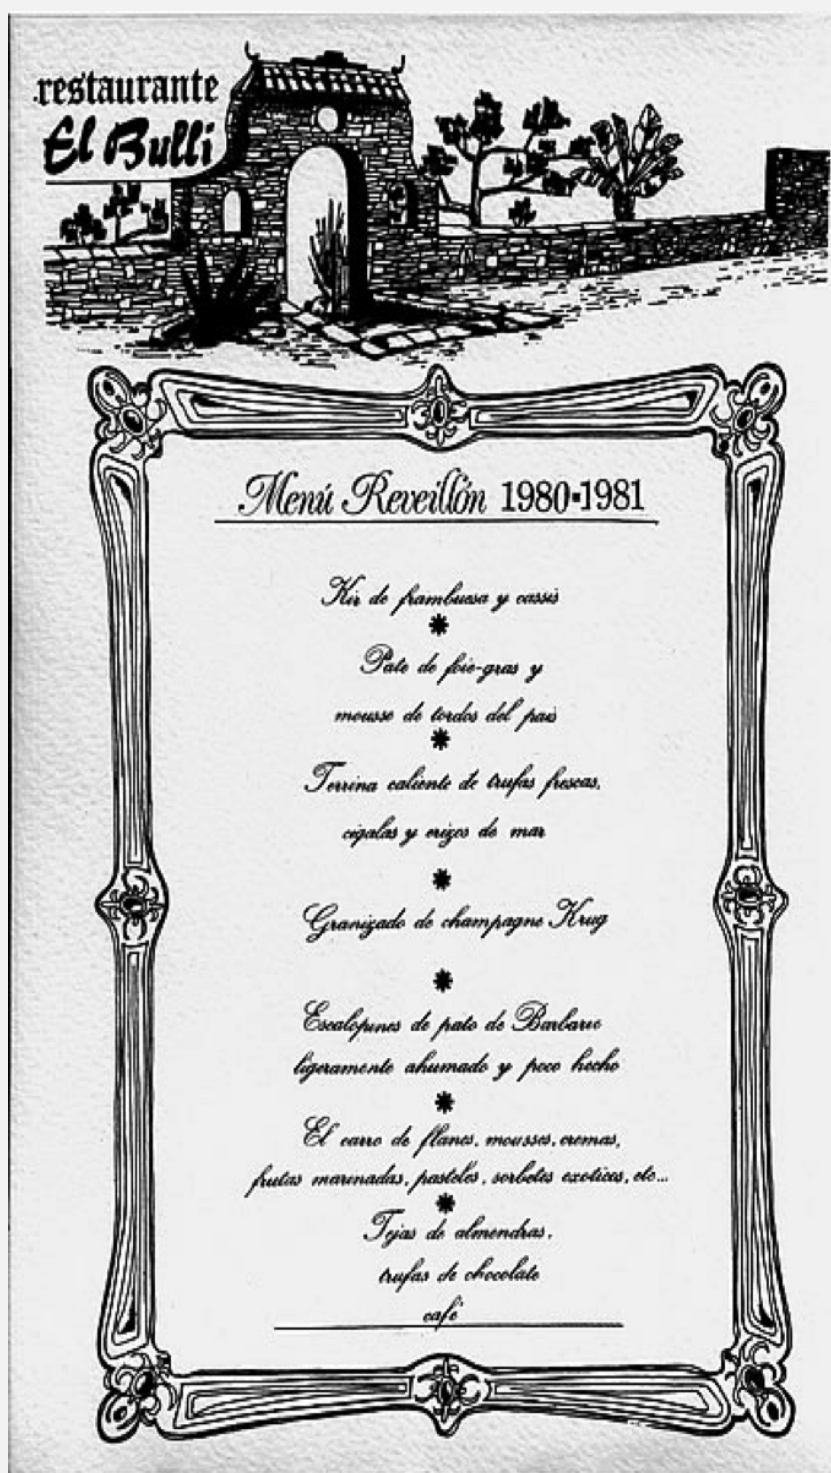 restaurante
El Bulli
Menú Reveillón 1980-1981
Kir de frambuesa y cassis
Pate de foie-gras y
mousse de tordos del pais
Terrina caliente de trufas frescas,
cigalas y erizos de mar
Granizado de champagne Krug
Escalopines de pato de Barbarie
ligeramente ahumado y poco hecho
El carro de flanes, mousses, cremas,
frutas marinadas, pasteles, sorbetes exoticos, etc...
Tejas de almendras,
trufas de chocolate
café